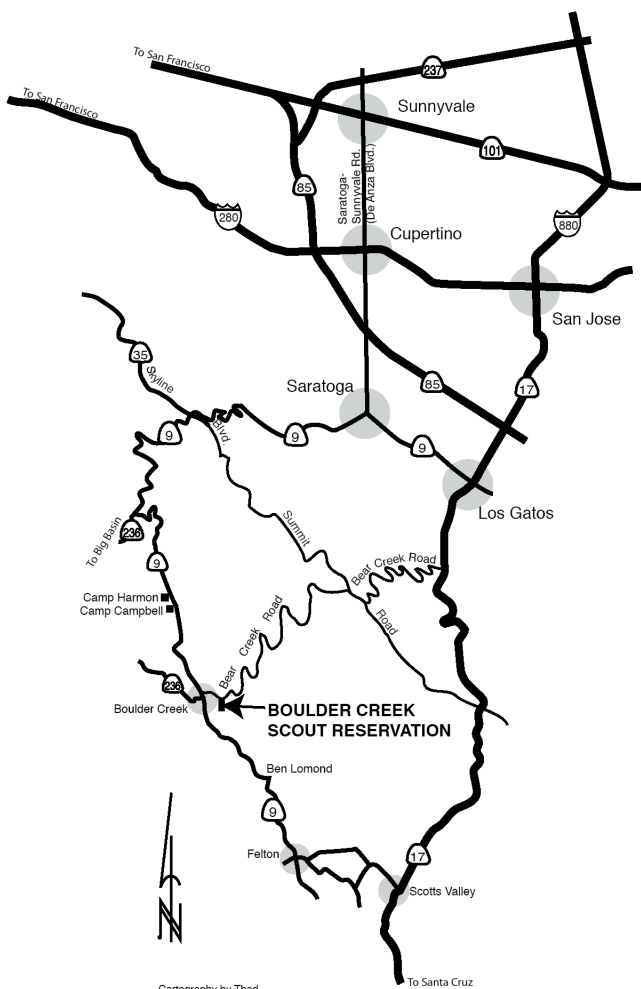 To San Francisco
237
To San Francisco
Sunnyvale
101
85
Saratoga-
Sunnyvale Rd.
(De Anza Blvd.)
280
880
Cupertino
San Jose
35
Skyline
Blvd.
Saratoga
85
17
9
9
9
Los Gatos
Summit
Road
To Big Basin
236
9
Bear Creek Road
Camp Harmon
Camp Campbell
Bear Creek Road
236
Boulder Creek
BOULDER CREEK
SCOUT RESERVATION
Ben Lomond
9
Felton
17
Scotts Valley
N
To Santa Cruz
Cartography by Thad